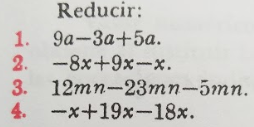 Reducir:
1. 9a−3a+5a.
2. −8x+9x−x.
3. 12mn−23mn−5mn.
4. −x+19x−18x.